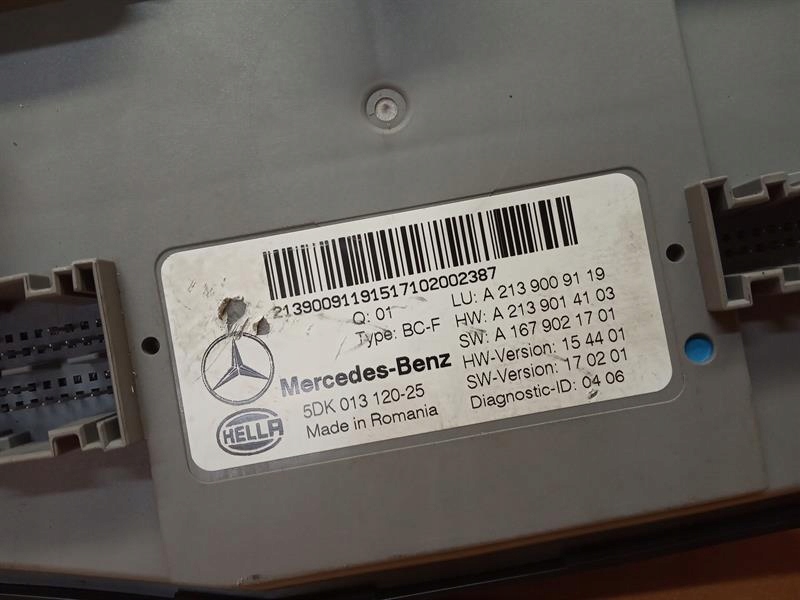 2139009119151710200 2387
Q: 01
Type: BC-F
Mercedes-Benz
5DK 013 120-25
Made in Romania
HELLA
LU: A 213 900 91 19
HW: A 213 901 41 03
SW: A 167 902 17 01
HW-Version: 15 44 01
SW-Version: 17 02 01
Diagnostic-ID: 04 06